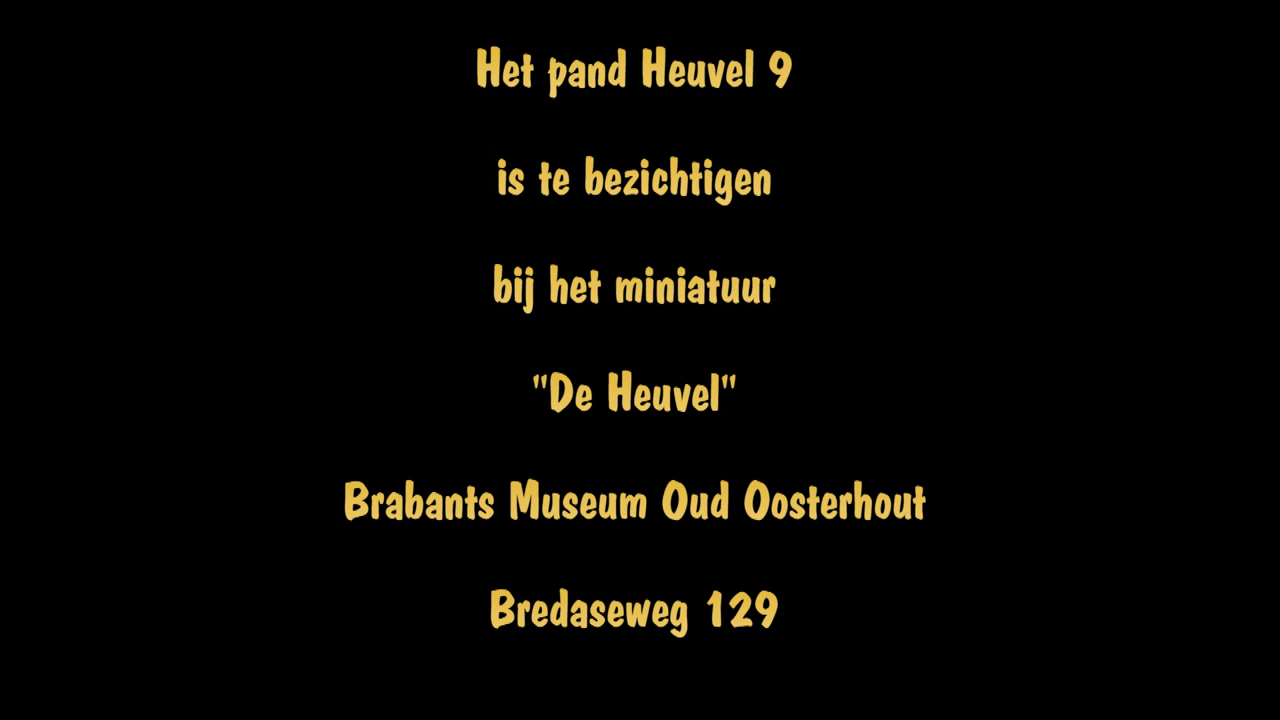 Het pand Heuvel 9
is te bezichtigen
bij het miniatuur
"De Heuvel"
Brabants Museum Oud Oosterhout
Bredaseweg 129